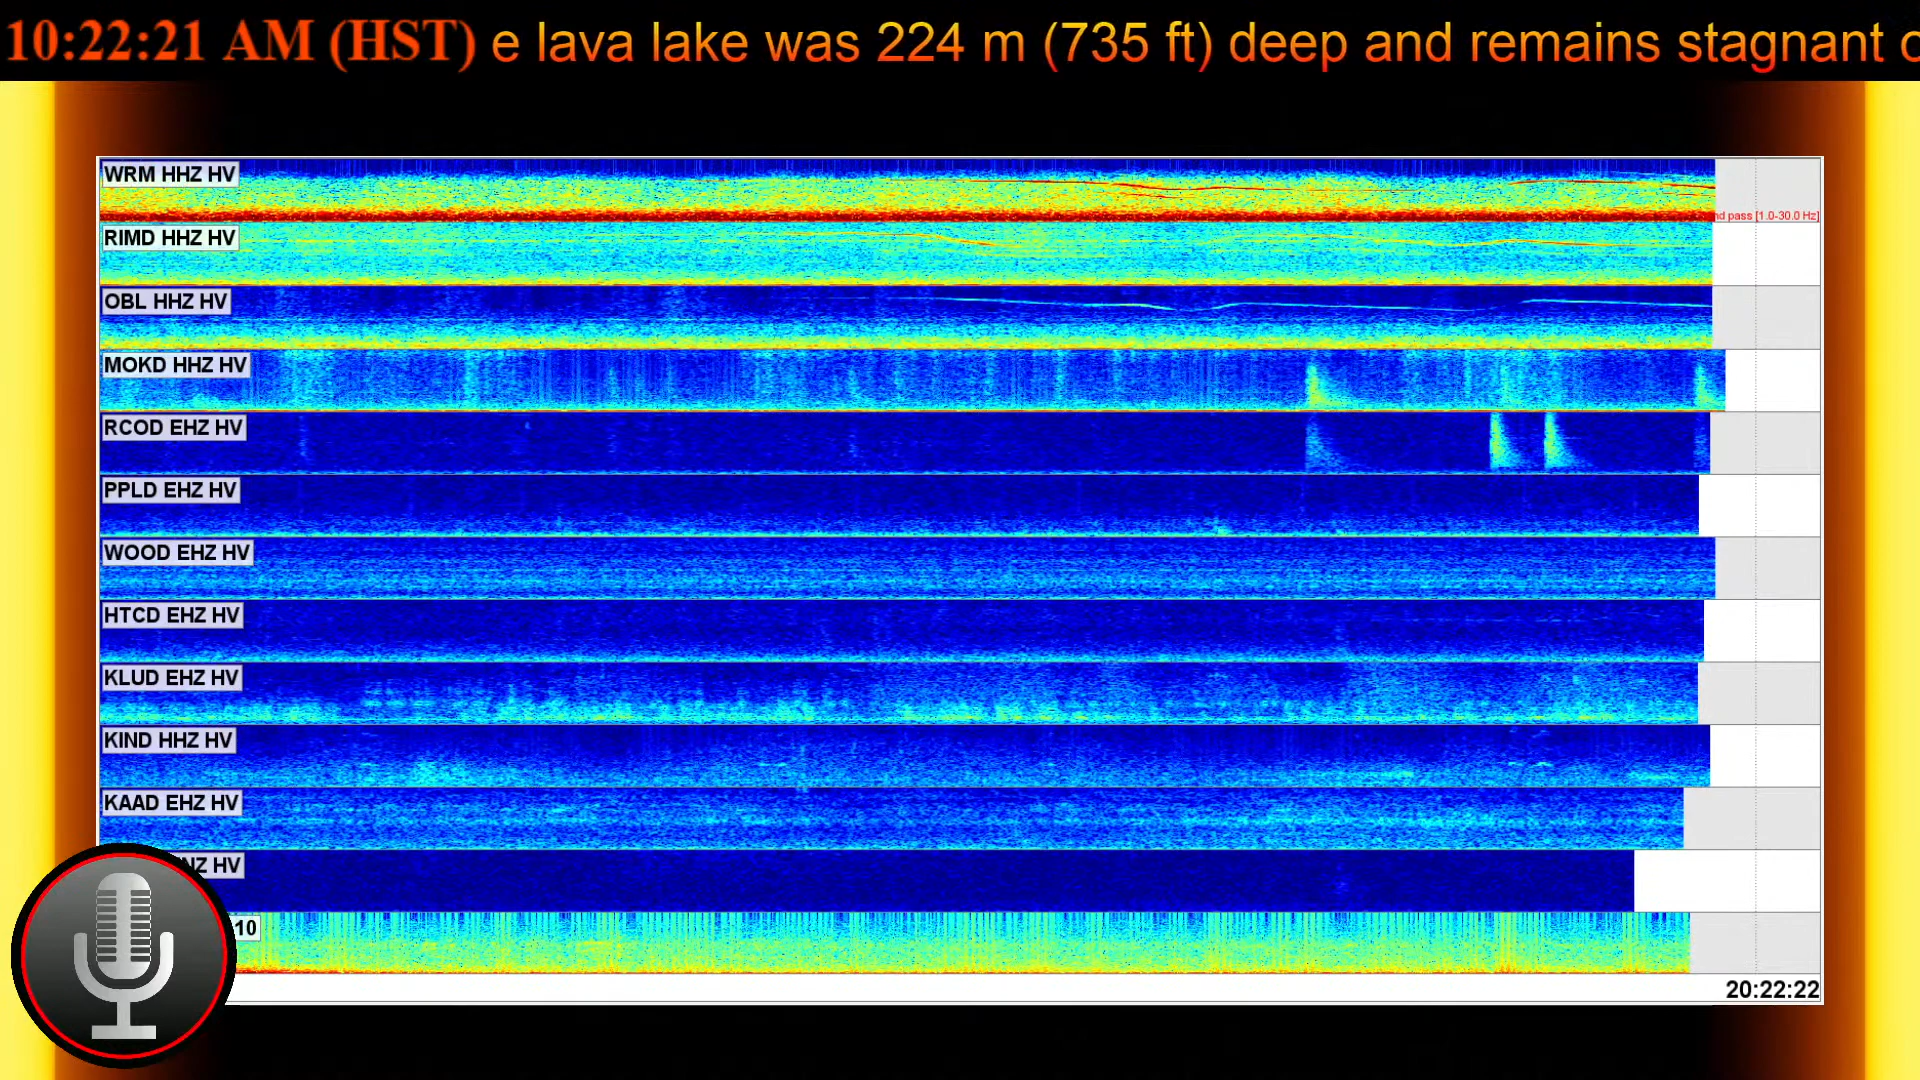 10:22:21 AM (HST) e lava lake was 224 m (735 ft) deep and remains stagnant
WRM HHZ HV
nd pass [1.0-30.0 Hz]
RIMD HHZ HV
OBL HHZ HV
MOKD HHZ HV
RCOD EHZ HV
PPLD EHZ HV
WOOD EHZ HV
HTCD EHZ HV
KLUD EHZ HV
KIND HHZ HV
KAAD EHZ HV
NZ HV
10
20:22:22